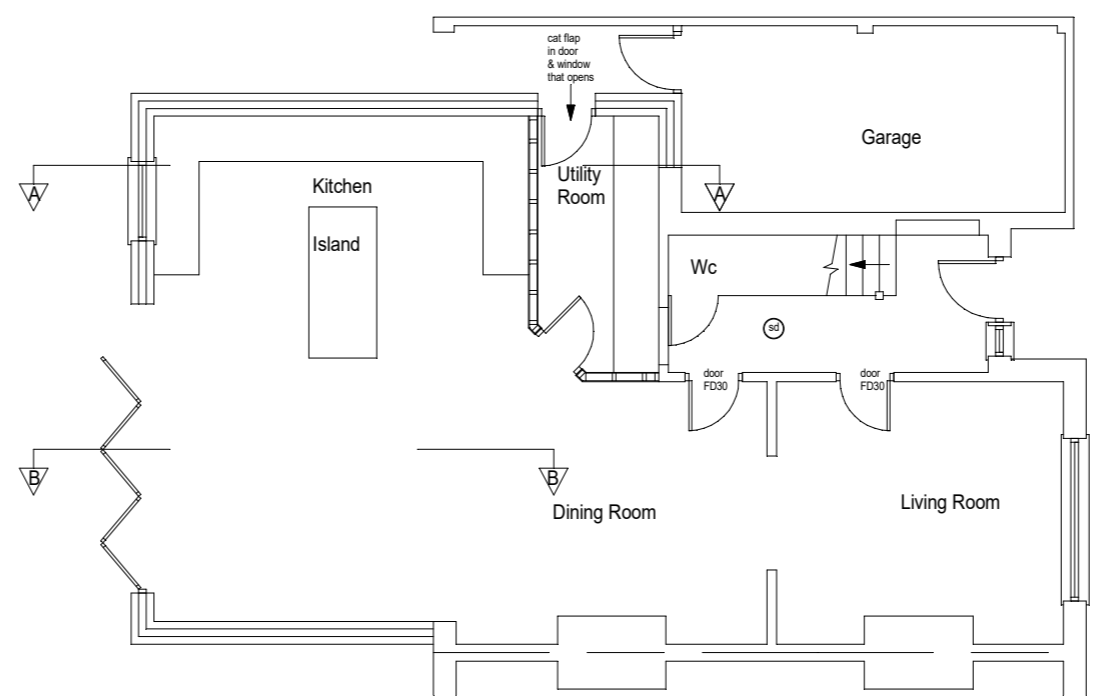 cat flap
in door
& window
that opens
Garage
A
Kitchen
Utility
Room
A
Island
Wc
sd
door
FD30
door
FD30
B
B
Dining Room
Living Room